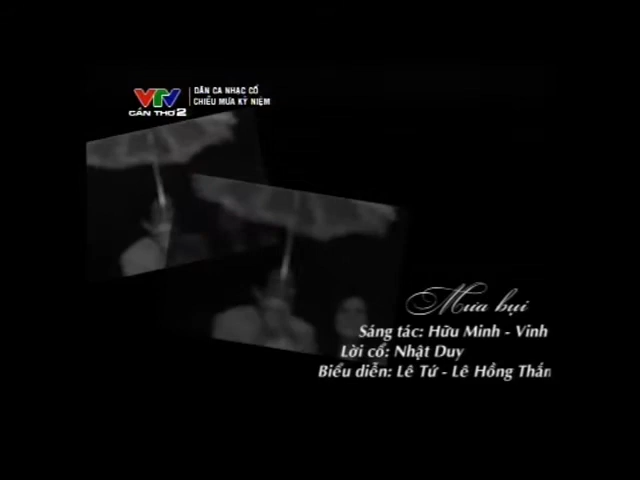 VTV
CẦN THƠ 2
DÂN CA NHẠC CỔ
CHIỀU MƯA KỶ NIỆM
Mưa bụi
Sáng tác: Hữu Minh - Vinh
Lời cổ: Nhật Duy
Biểu diễn: Lê Tứ - Lê Hồng Thắn